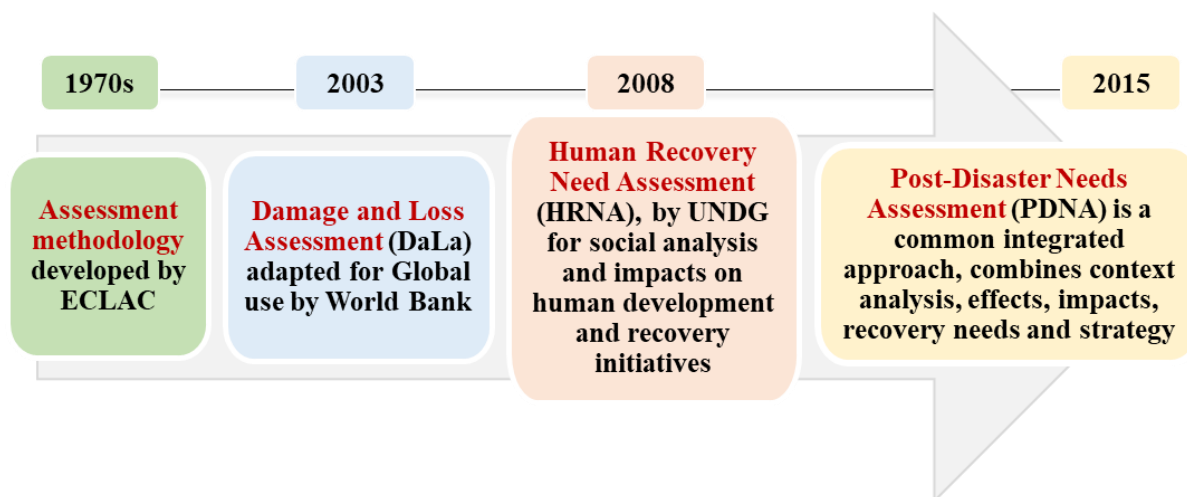 1970s
2003
2008
2015
Assessment
methodology
developed by
ECLAC
Damage and Loss
Assessment (DaLa)
adapted for Global
use by World Bank
Human Recovery
Need Assessment
(HRNA), by UNDG
for social analysis
and impacts on
human development
and recovery
initiatives
Post-Disaster Needs
Assessment (PDNA) is a
common integrated
approach, combines context
analysis, effects, impacts,
recovery needs and strategy